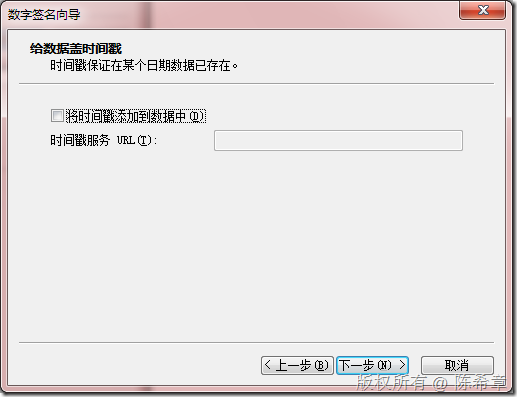 数字签名向导
给数据盖时间戳
时间戳保证在某个日期数据已存在。
将时间戳添加到数据中(D)
时间戳服务 URL(T):
< 上一步(B) 下一步(N) > 取消
版权所有 @ 陈希章